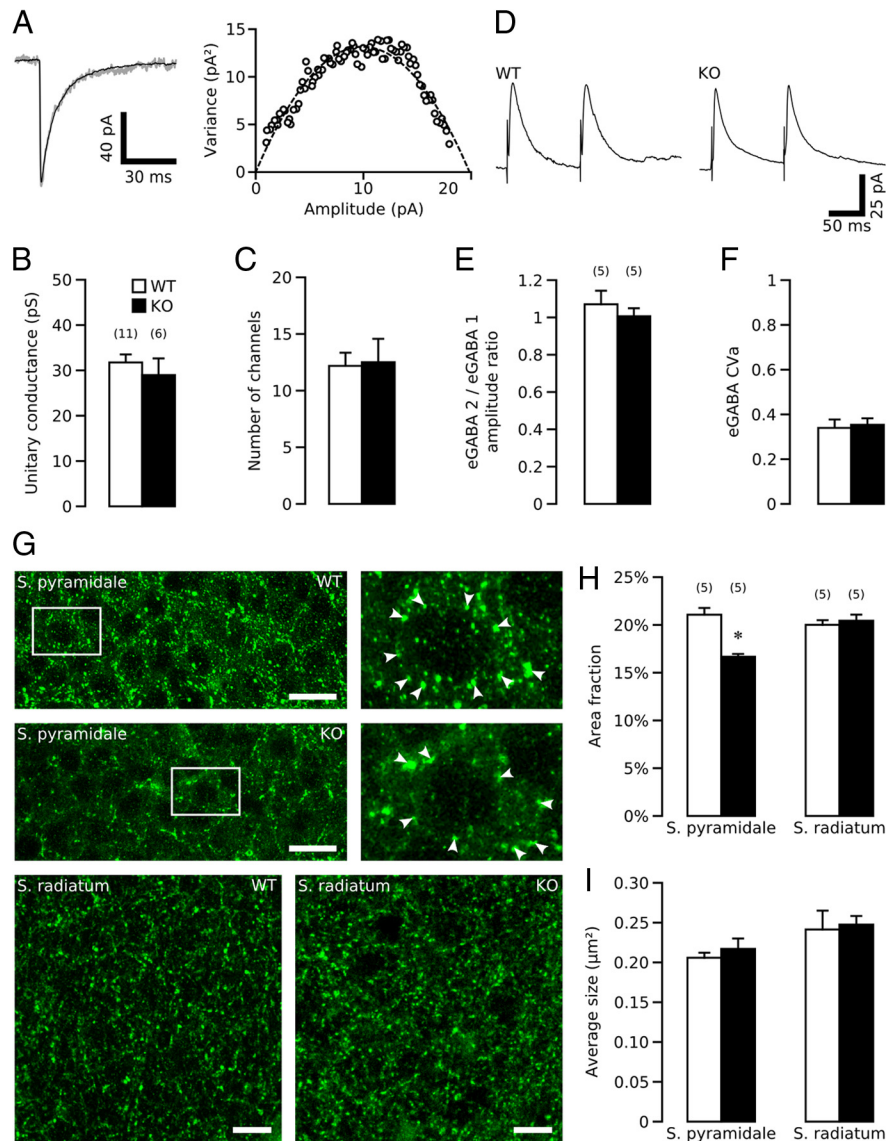 A
40 pA
30 ms
Variance (pA²)
15
10
5
0
0
10
20
Amplitude (pA)
D
WT
KO
50 ms
25 pA
B
Unitary conductance (pS)
50
40
30
20
10
0
WT
KO
(11)
(6)
C
Number of channels
20
15
10
5
0
E
eGABA 2 / eGABA 1
amplitude ratio
1.2
1
0.8
0.6
0.4
0.2
0
(5)
(5)
F
eGABA CVa
1
0.8
0.6
0.4
0.2
0
G
S. pyramidale
WT
S. pyramidale
KO
S. radiatum
WT
S. radiatum
KO
H
Area fraction
25%
20%
15%
10%
5%
0%
(5)
(5)
*
(5)
(5)
S. pyramidale
S. radiatum
I
Average size (µm²)
0.30
0.25
0.20
0.15
0.10
0.05
0
S. pyramidale
S. radiatum